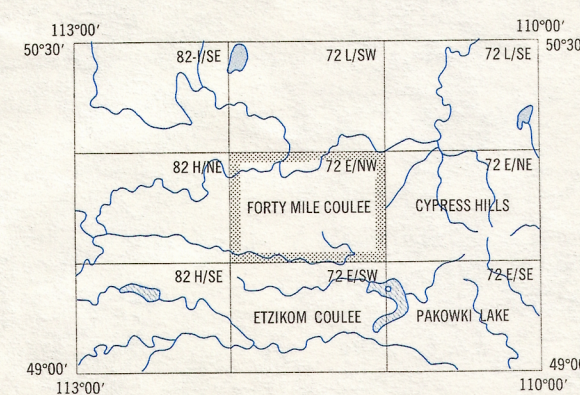 113°00' 110°00'
50°30' 50°30
82-I/SE 72 L/SW 72 L/SE
82 H/NE 72 E/NW 72 E/NE
FORTY MILE COULEE CYPRESS HILLS
82 H/SE 72 E/SW 72 E/SE
ETZIKOM COULEE PAKOWKI LAKE
49°00' 49°00
113°00' 110°00'